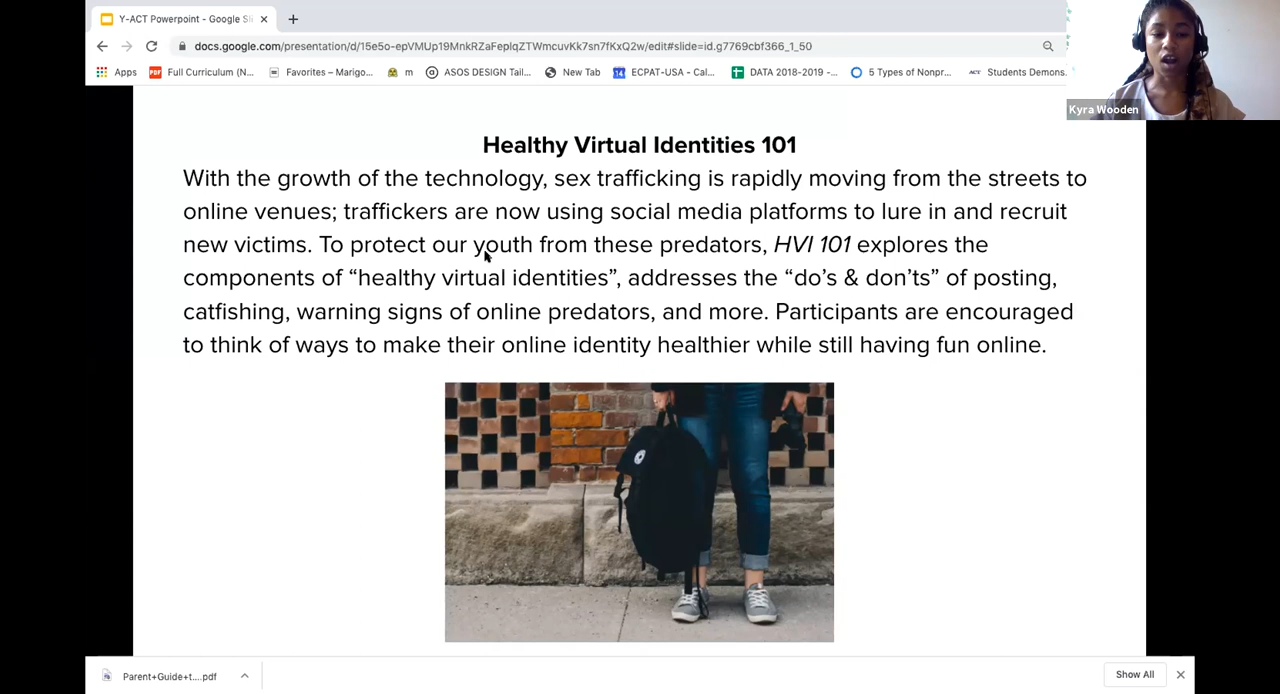 Y-ACT Powerpoint - Google Sli
docs.google.com/presentation/d/15e5o-epVMUp19MnkRZaFeplqZTWmcuvKk7sn7fKxQ2w/edit#slide=id.g7769cbf366_1_50
Apps Full Curriculum (N... Favorites – Marigo... m ASOS DESIGN Tail... New Tab ECPAT-USA - Cal... DATA 2018-2019 -... 5 Types of Nonpr... ACT Students Demons.
Kyra Wooden
Healthy Virtual Identities 101
With the growth of the technology, sex trafficking is rapidly moving from the streets to
online venues; traffickers are now using social media platforms to lure in and recruit
new victims. To protect our youth from these predators, HVI 101 explores the
components of “healthy virtual identities”, addresses the “do’s & don’ts” of posting,
catfishing, warning signs of online predators, and more. Participants are encouraged
to think of ways to make their online identity healthier while still having fun online.
Parent+Guide+t....pdf
Show All